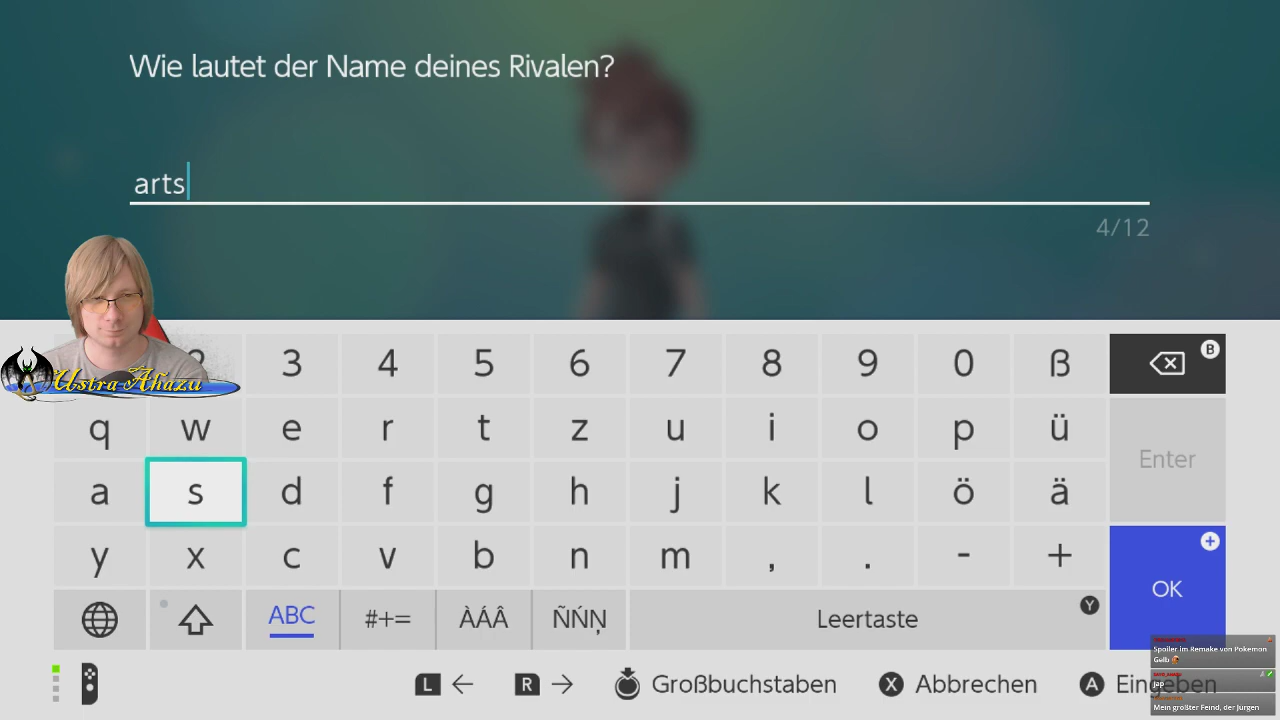 Wie lautet der Name deines Rivalen?
arts
4/12
Ustra Ahazu
3 4 5 6 7 8 9 0 ß B
q w e r t z u i o p ü Enter
a s d f g h j k l ö ä
y x c v b n m , . - + OK
ABC #+= ÀÁÂ ÑŃŅ Leertaste Y
L ← R → Großbuchstaben X Abbrechen A Eingeben
Spoiler im Remake von Pokemon
Gelb
jap
Mein größter Feind, der Jürgen